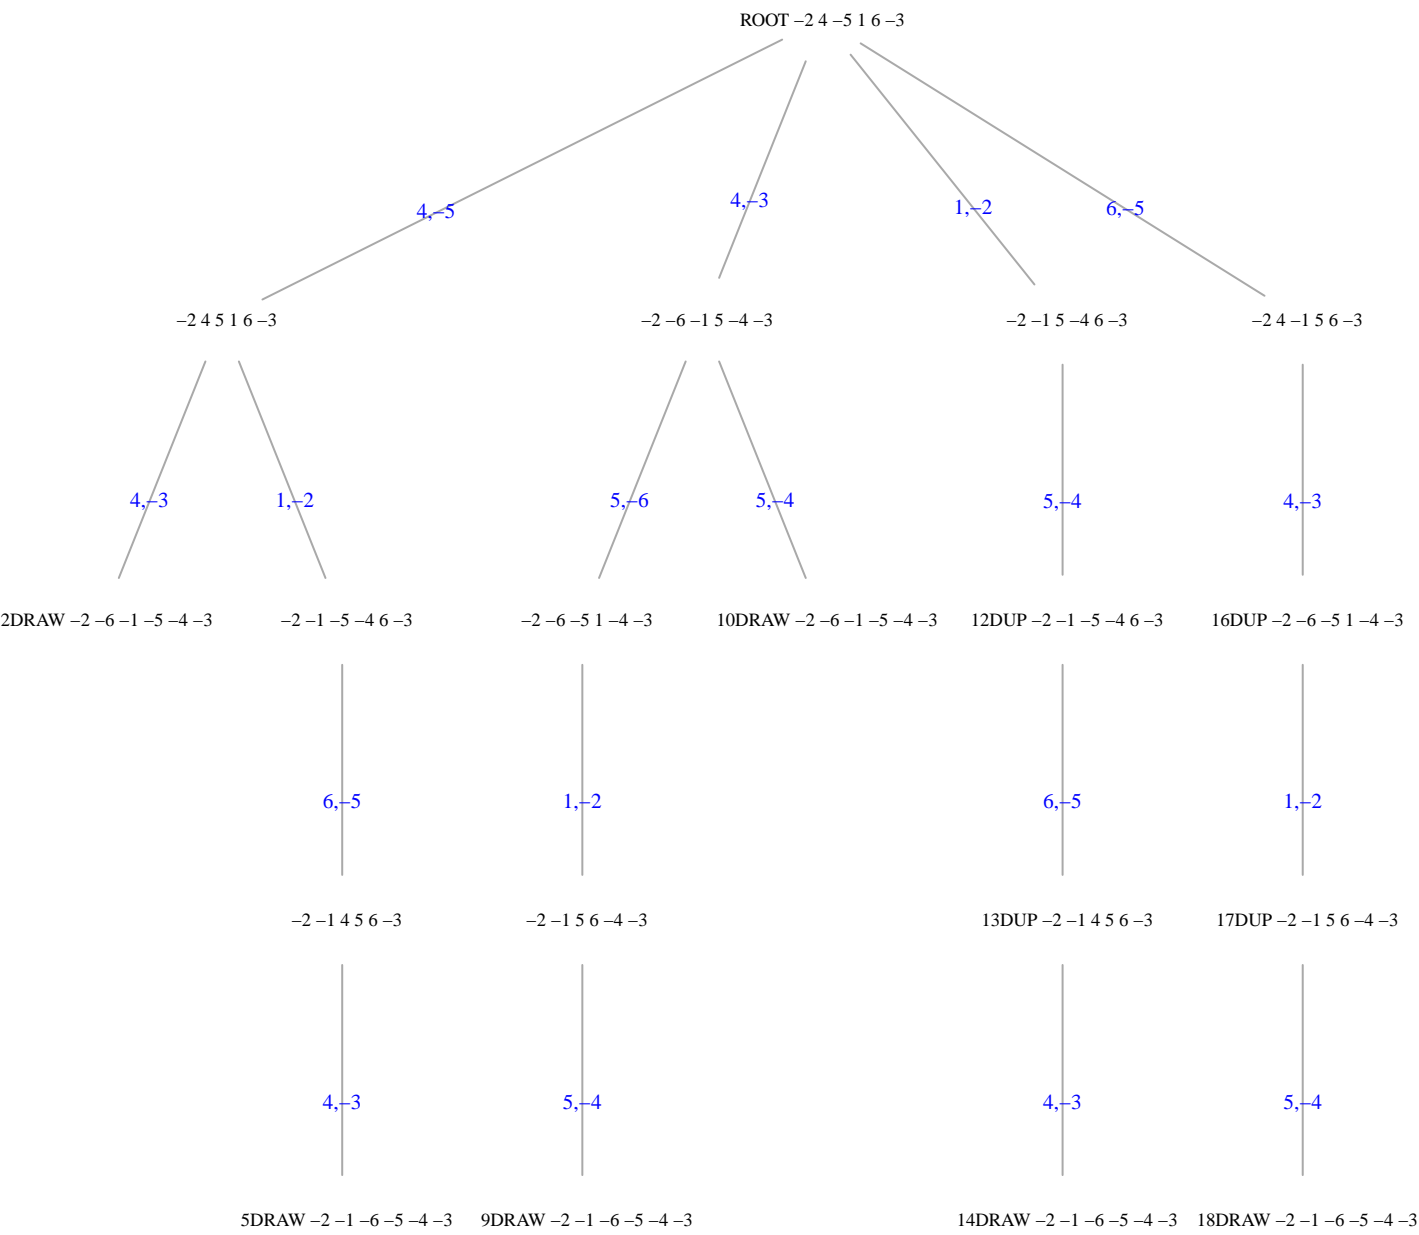 ROOT –2 4 –5 1 6 –3
4,–5
4,–3
1,–2
6,–5
–2 4 5 1 6 –3
–2 –6 –1 5 –4 –3
–2 –1 5 –4 6 –3
–2 4 –1 5 6 –3
4,–3
1,–2
5,–6
5,–4
5,–4
4,–3
2DRAW –2 –6 –1 –5 –4 –3
–2 –1 –5 –4 6 –3
–2 –6 –5 1 –4 –3
10DRAW –2 –6 –1 –5 –4 –3
12DUP –2 –1 –5 –4 6 –3
16DUP –2 –6 –5 1 –4 –3
6,–5
1,–2
6,–5
1,–2
–2 –1 4 5 6 –3
–2 –1 5 6 –4 –3
13DUP –2 –1 4 5 6 –3
17DUP –2 –1 5 6 –4 –3
4,–3
5,–4
4,–3
5,–4
5DRAW –2 –1 –6 –5 –4 –3
9DRAW –2 –1 –6 –5 –4 –3
14DRAW –2 –1 –6 –5 –4 –3
18DRAW –2 –1 –6 –5 –4 –3